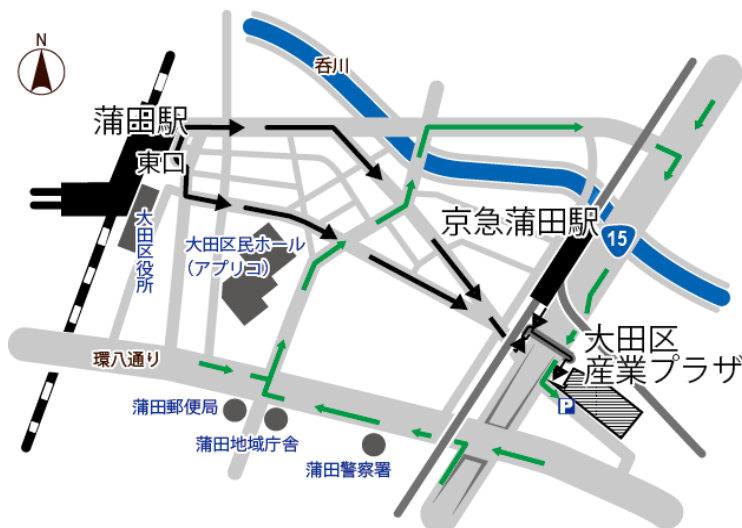 N
呑川
蒲田駅
東口
大田区役所
大田区民ホール
（アプリコ）
京急蒲田駅
15
大田区
産業プラザ
P
環八通り
蒲田郵便局
蒲田地域庁舎
蒲田警察署